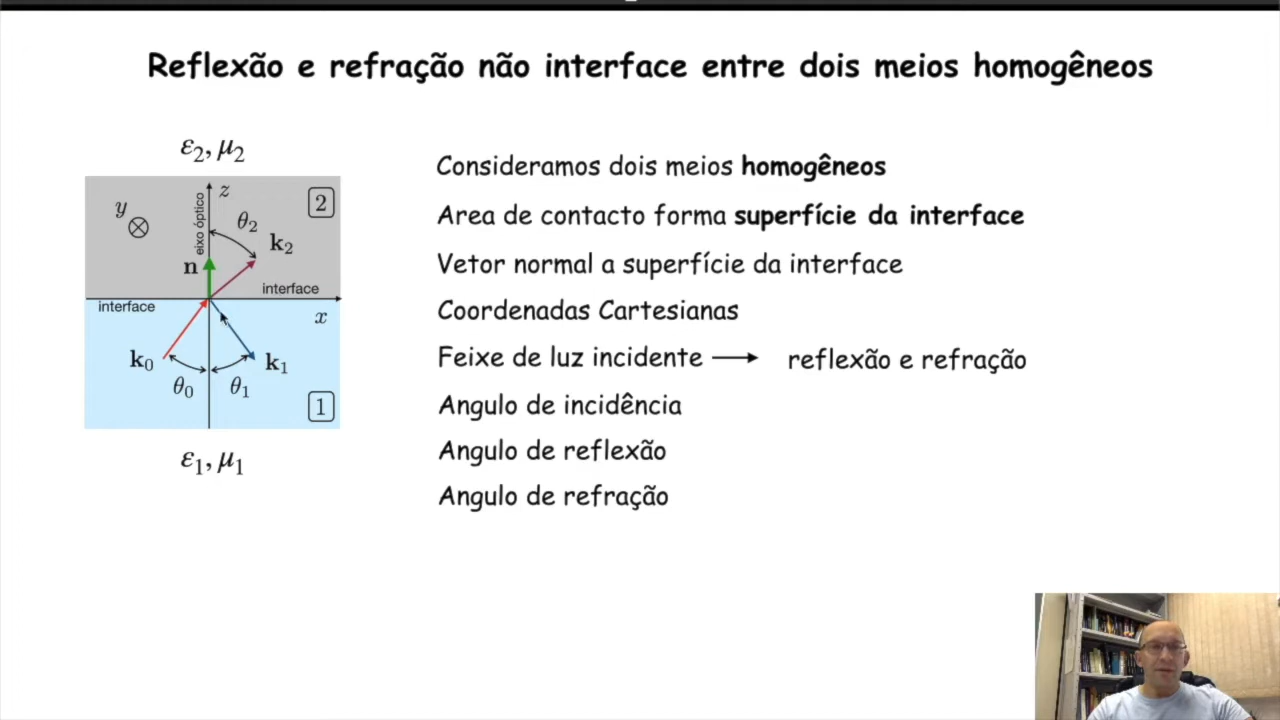 Reflexão e refração não interface entre dois meios homogêneos
ε₂, μ₂
z
2
y
eixo óptico
θ₂
k₂
n
interface
interface
x
k₀
k₁
θ₀
θ₁
1
ε₁, μ₁
Consideramos dois meios homogêneos
Area de contacto forma superfície da interface
Vetor normal a superfície da interface
Coordenadas Cartesianas
Feixe de luz incidente → reflexão e refração
Angulo de incidência
Angulo de reflexão
Angulo de refração